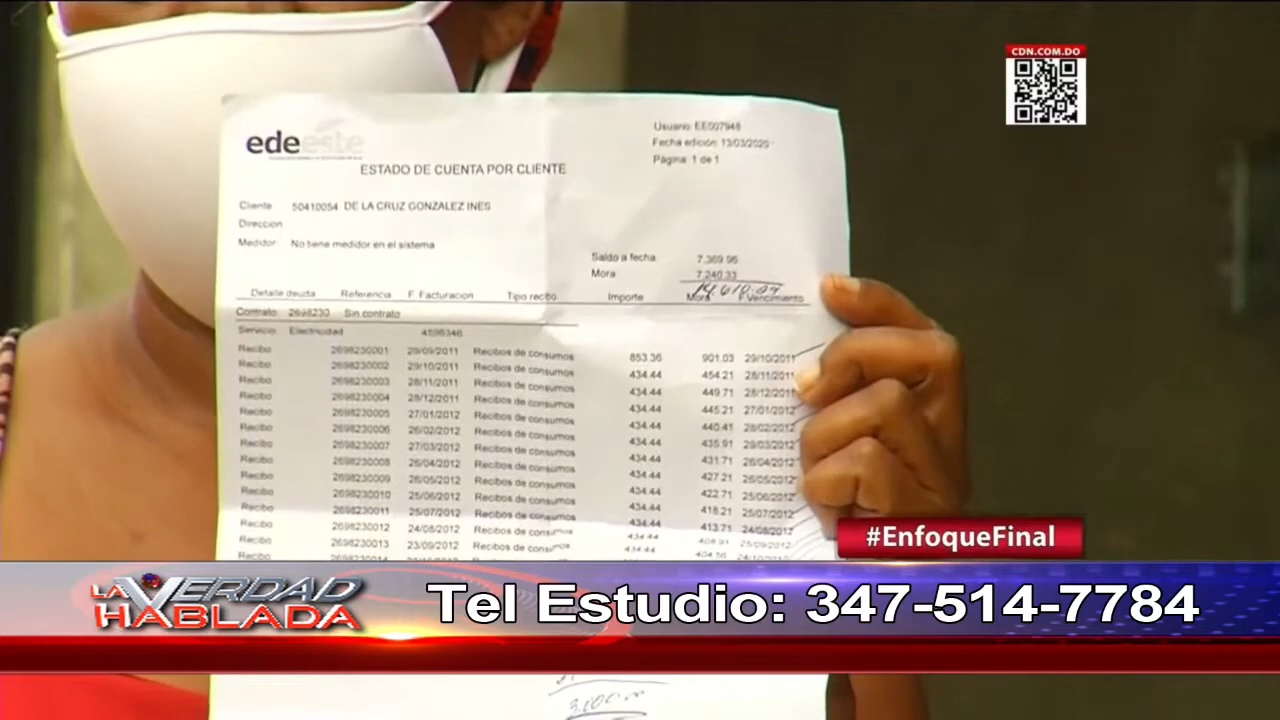 CDN.COM.DO
edeeste
Usuario: EE007948
Fecha edición: 13/03/2020
Página: 1 de 1
ESTADO DE CUENTA POR CLIENTE
Cliente 50410054 DE LA CRUZ GONZALEZ INES
Direccion
Medidor No tiene medidor en el sistema
Saldo a fecha 7,369.96
Mora 7,240.33
Detalle deuda Referencia F. Facturacion Tipo recibo Importe Mora F.Vencimiento
Contrato 2698230 Sin contrato
Servicio Electricidad 4596346
Recibo 2698230001 29/09/2011 Recibos de consumos 853.36 901.03 29/10/2011
Recibo 2698230002 29/10/2011 Recibos de consumos 434.44 454.21 28/11/2011
Recibo 2698230003 28/11/2011 Recibos de consumos 434.44 449.71 28/12/2011
Recibo 2698230004 28/12/2011 Recibos de consumos 434.44 445.21 27/01/2012
Recibo 2698230005 27/01/2012 Recibos de consumos 434.44 440.41 28/02/2012
Recibo 2698230006 26/02/2012 Recibos de consumos 434.44 435.91 29/03/2012
Recibo 2698230007 27/03/2012 Recibos de consumos 434.44 431.71 26/04/2012
Recibo 2698230008 26/04/2012 Recibos de consumos 434.44 427.21 26/05/2012
Recibo 2698230009 26/05/2012 Recibos de consumos 434.44 422.71 25/06/2012
Recibo 2698230010 25/06/2012 Recibos de consumos 434.44 418.21 25/07/2012
Recibo 2698230011 25/07/2012 Recibos de consumos 434.44 413.71 24/08/2012
Recibo 2698230012 24/08/2012 Recibos de consumos 434.44 408.91
Recibo 2698230013 23/09/2012 Recibos de consumos 434.44 404.56
#EnfoqueFinal
LA VERDAD
HABLADA
Tel Estudio: 347-514-7784